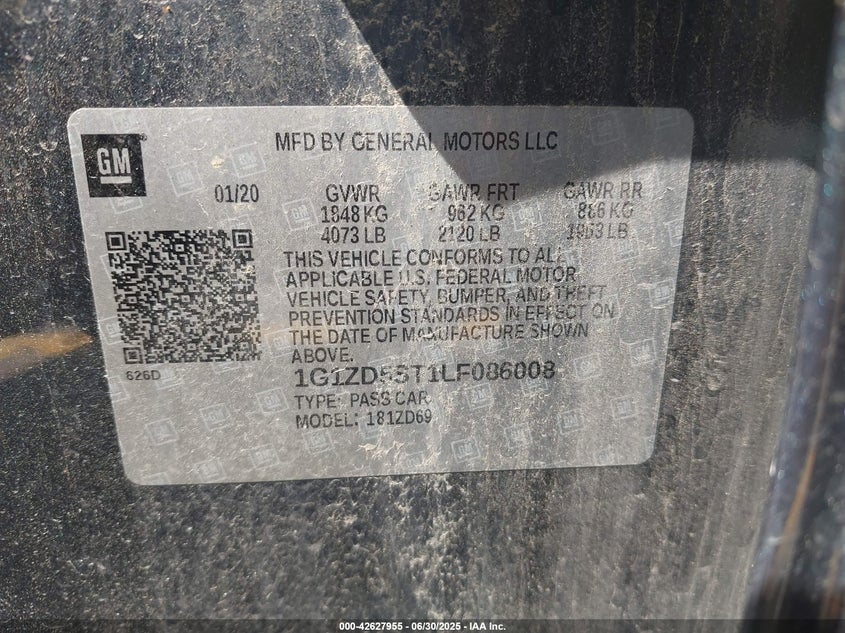 GM
MFD BY GENERAL MOTORS LLC
01/20 GVWR GAWR FRT GAWR RR
1848 KG 962 KG 886 KG
4073 LB 2120 LB 1953 LB
THIS VEHICLE CONFORMS TO ALL
APPLICABLE U.S. FEDERAL MOTOR
VEHICLE SAFETY, BUMPER, AND THEFT
PREVENTION STANDARDS IN EFFECT ON
THE DATE OF MANUFACTURE SHOWN
ABOVE.
626D
1G1ZD5ST1LF086008
TYPE: PASS CAR
MODEL: 181ZD69
000-42627955 — 06/30/2025 — IAA Inc.